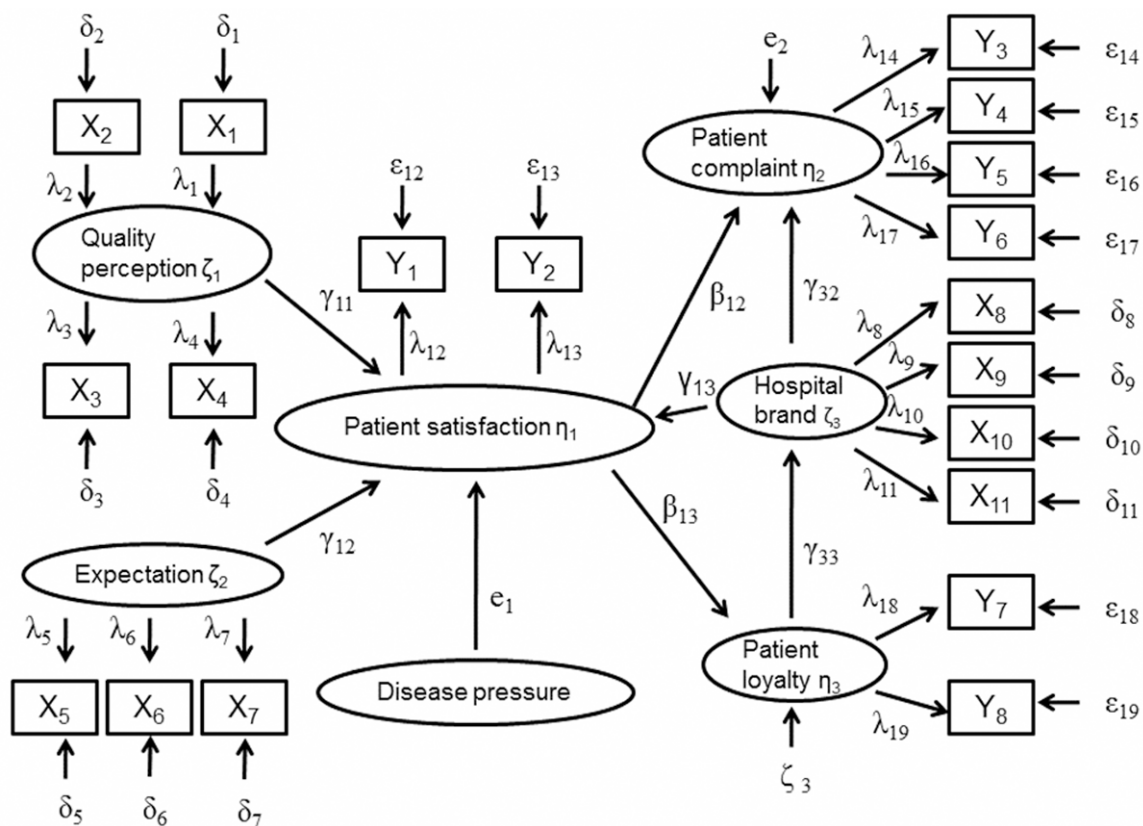 δ₂
δ₁
X₂
X₁
λ₂
λ₁
Quality
perception ζ₁
λ₃
λ₄
X₃
X₄
δ₃
δ₄
γ₁₁
ε₁₂
ε₁₃
Y₁
Y₂
λ₁₂
λ₁₃
Patient satisfaction η₁
γ₁₂
Expectation ζ₂
λ₅
λ₆
λ₇
X₅
X₆
X₇
δ₅
δ₆
δ₇
e₁
Disease pressure
e₂
Patient
complaint η₂
λ₁₄
λ₁₅
λ₁₆
λ₁₇
Y₃
Y₄
Y₅
Y₆
ε₁₄
ε₁₅
ε₁₆
ε₁₇
β₁₂
γ₃₂
γ₁₃
Hospital
brand ζ₃
λ₈
λ₉
λ₁₀
λ₁₁
X₈
X₉
X₁₀
X₁₁
δ₈
δ₉
δ₁₀
δ₁₁
β₁₃
γ₃₃
Patient
loyalty η₃
λ₁₈
λ₁₉
Y₇
Y₈
ε₁₈
ε₁₉
ζ ₃